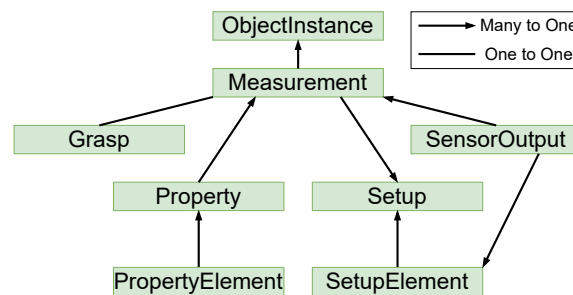 ObjectInstance
Many to One
One to One
Measurement
Grasp
SensorOutput
Property
Setup
PropertyElement
SetupElement